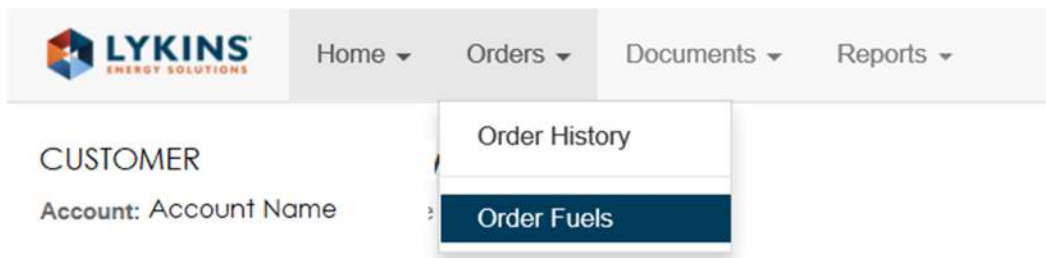 LYKINS
ENERGY SOLUTIONS
Home Orders Documents Reports
Order History
CUSTOMER
Account: Account Name
Order Fuels